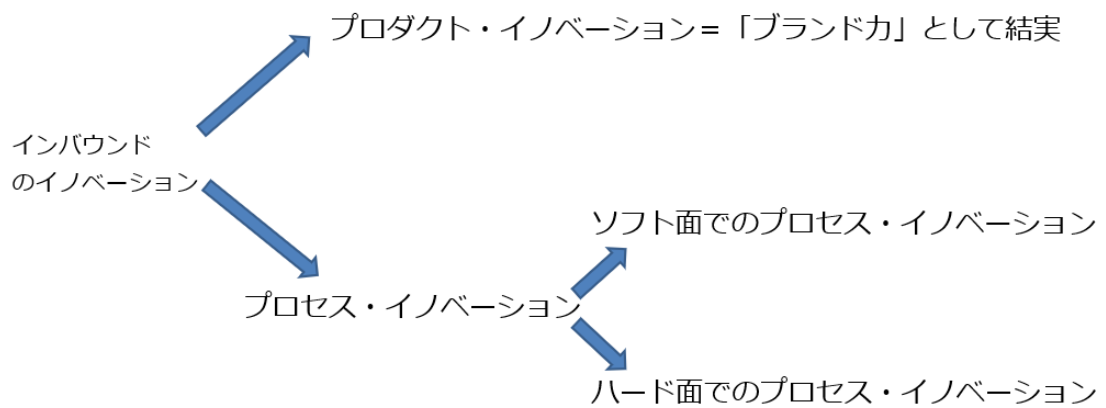 プロダクト・イノベーション＝「ブランド力」として結実
インバウンド
のイノベーション
ソフト面でのプロセス・イノベーション
プロセス・イノベーション
ハード面でのプロセス・イノベーション